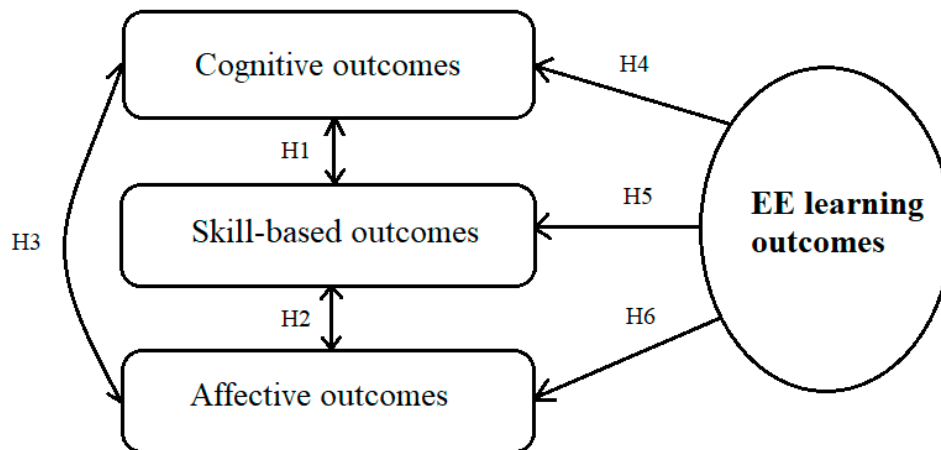 Cognitive outcomes
H4
H1
Skill-based outcomes
H5
EE learning
outcomes
H3
H2
H6
Affective outcomes